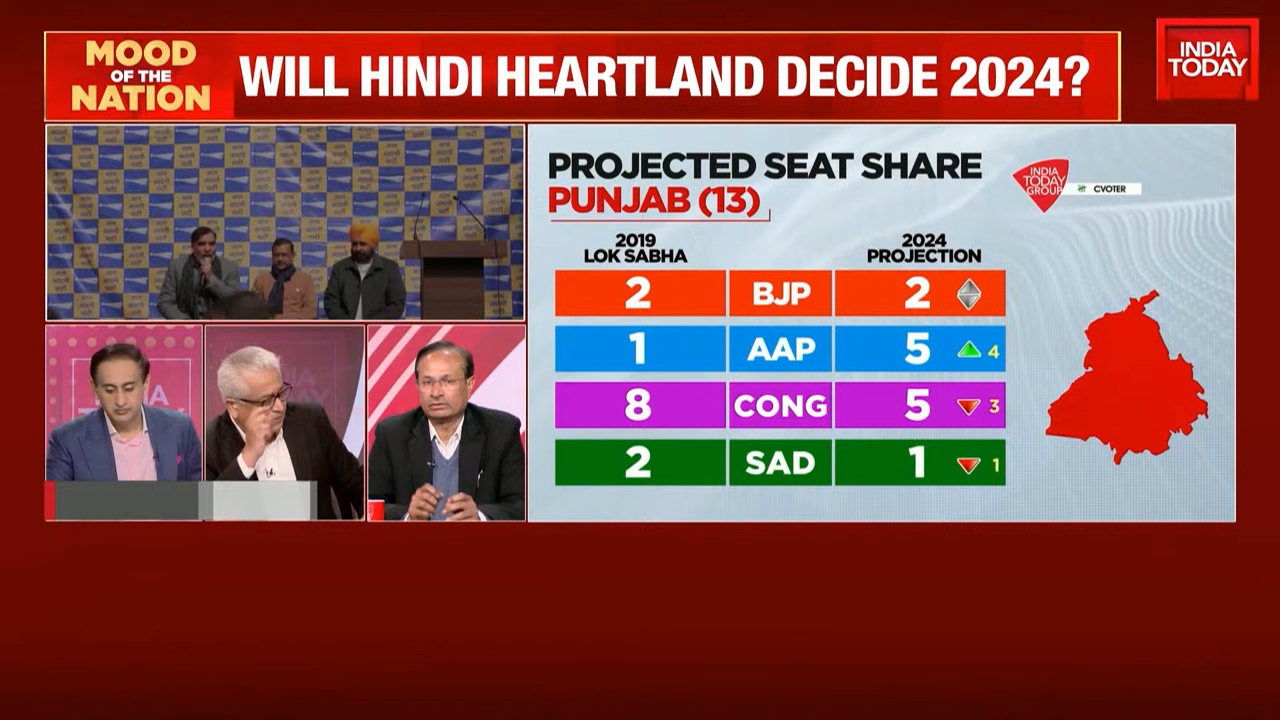 MOOD
OF THE
NATION
WILL HINDI HEARTLAND DECIDE 2024?
INDIA
TODAY
PROJECTED SEAT SHARE
PUNJAB (13)
INDIA
TODAY
GROUP
CVOTER
2019
LOK SABHA
2024
PROJECTION
2 BJP 2
1 AAP 5 4
8 CONG 5 3
2 SAD 1 1